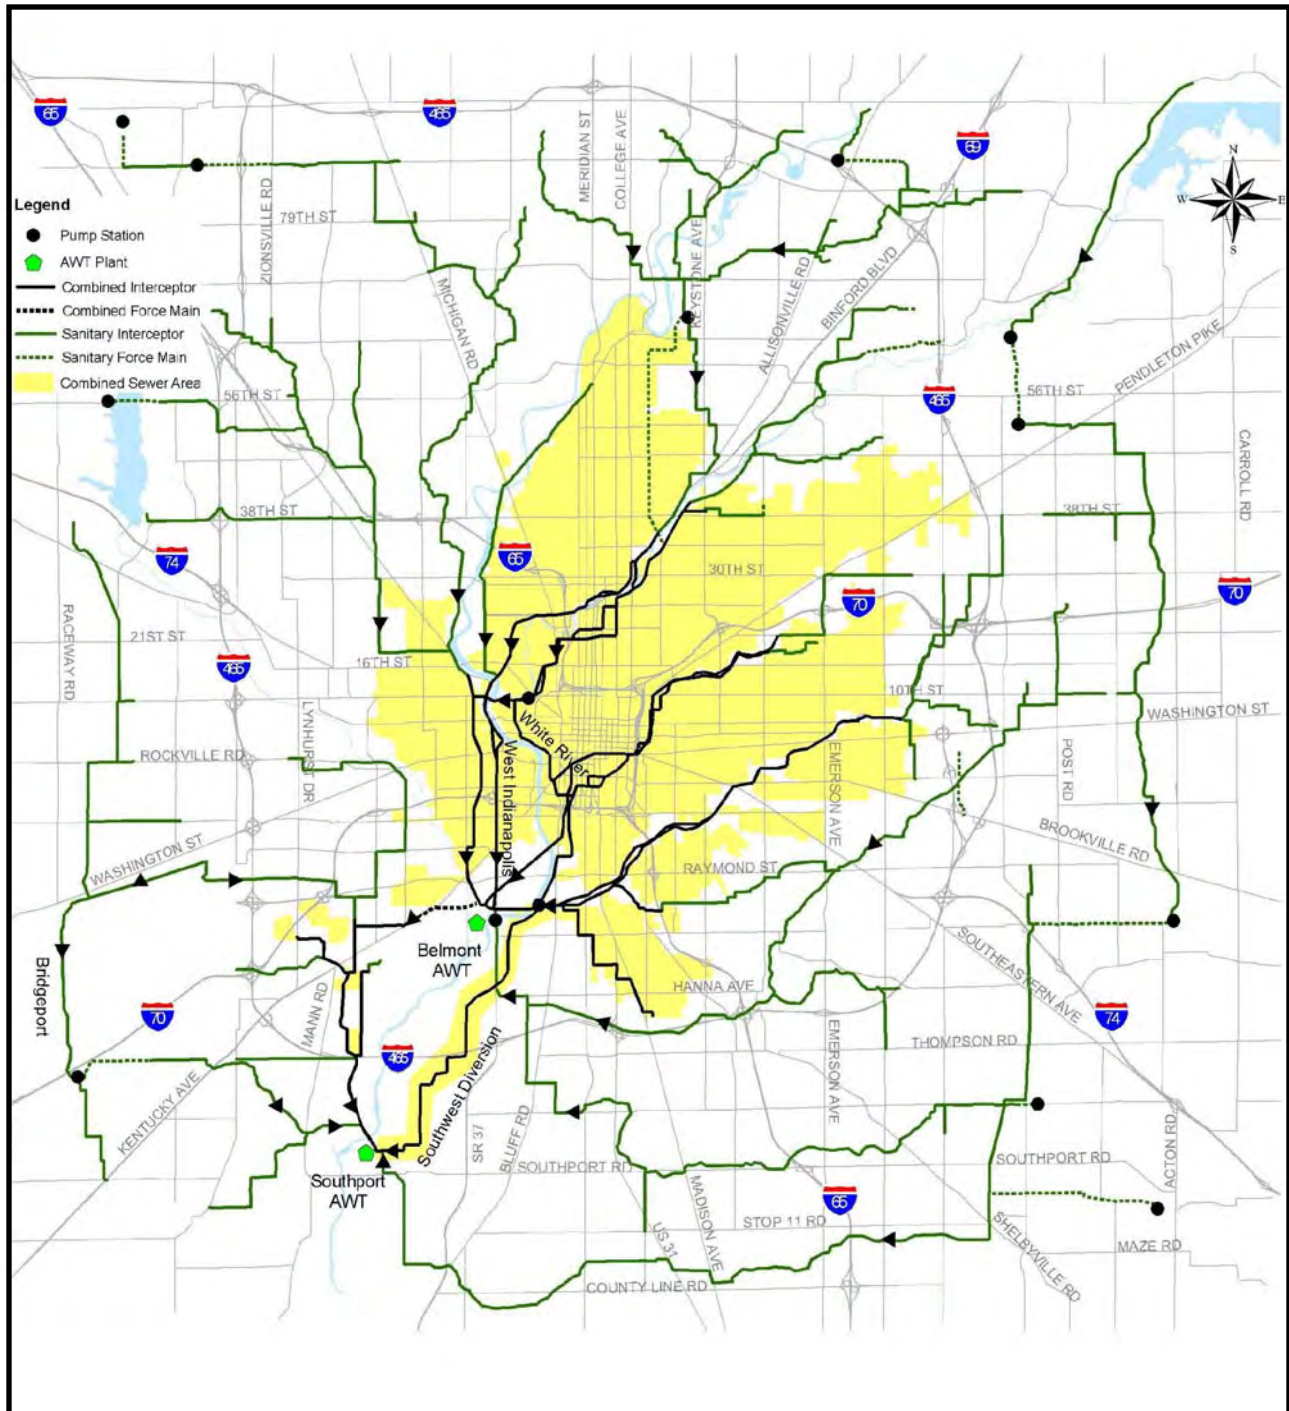 65
465
69
MERIDIAN ST
COLLEGE AVE
N
W
E
S
Legend
Pump Station
AWT Plant
Combined Interceptor
Combined Force Main
Sanitary Interceptor
Sanitary Force Main
Combined Sewer Area
ZIONSVILLE RD
79TH ST
MICHIGAN RD
KEYSTONE AVE
ALLISONVILLE RD
BINFORD BLVD
PENDLETON PIKE
56TH ST
465
56TH ST
CARROLL RD
38TH ST
38TH ST
74
65
30TH ST
70
70
RACEWAY RD
21ST ST
465
16TH ST
10TH ST
WASHINGTON ST
LYNHURST DR
ROCKVILLE RD
White River
West Indianapolis
EMERSON AVE
POST RD
BROOKVILLE RD
WASHINGTON ST
RAYMOND ST
Belmont
AWT
SOUTHEASTERN AVE
Bridgeport
HANNA AVE
MANN RD
70
74
465
THOMPSON RD
EMERSON AVE
KENTUCKY AVE
Southwest Diversion
SR 37
BLUFF RD
ACTON RD
SOUTHPORT RD
SOUTHPORT RD
Southport
AWT
MADISON AVE
65
STOP 11 RD
US 31
SHELBYVILLE RD
MAZE RD
COUNTY LINE RD